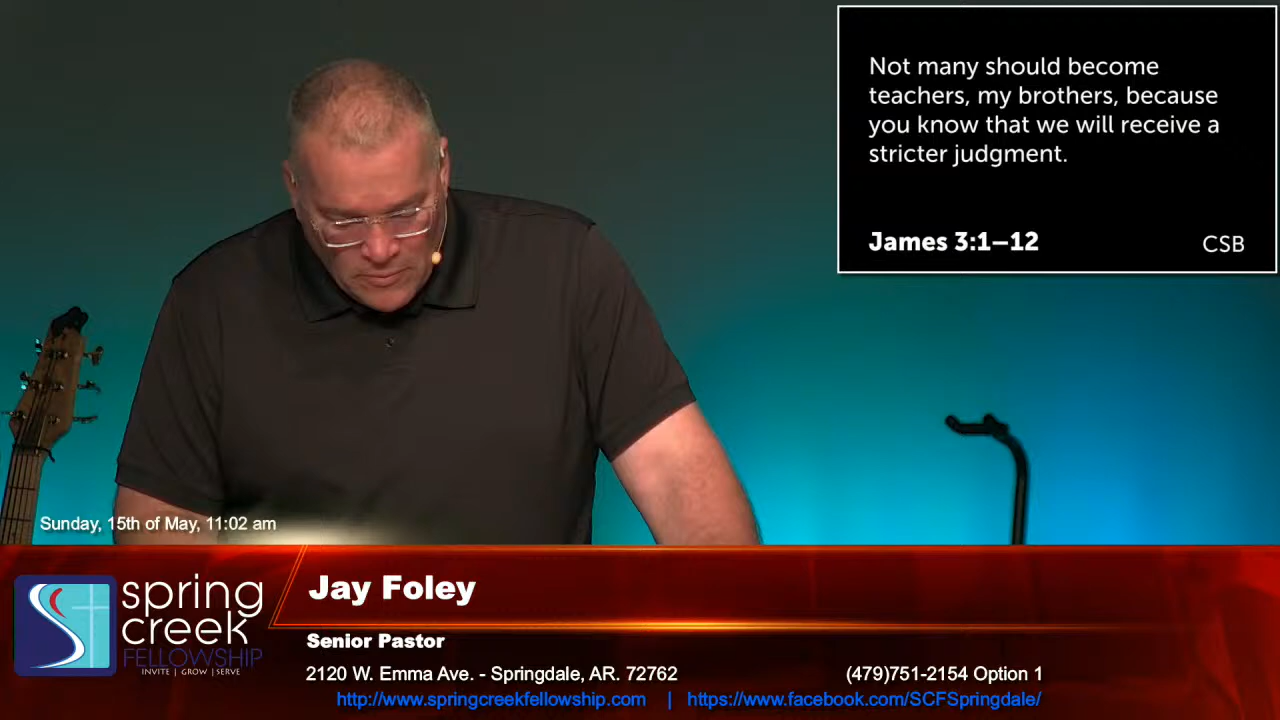 Not many should become
teachers, my brothers, because
you know that we will receive a
stricter judgment.
James 3:1–12 CSB
Sunday, 15th of May, 11:02 am
spring
creek
FELLOWSHIP
INVITE | GROW | SERVE
Jay Foley
Senior Pastor
2120 W. Emma Ave. - Springdale, AR. 72762 (479)751-2154 Option 1
http://www.springcreekfellowship.com | https://www.facebook.com/SCFSpringdale/